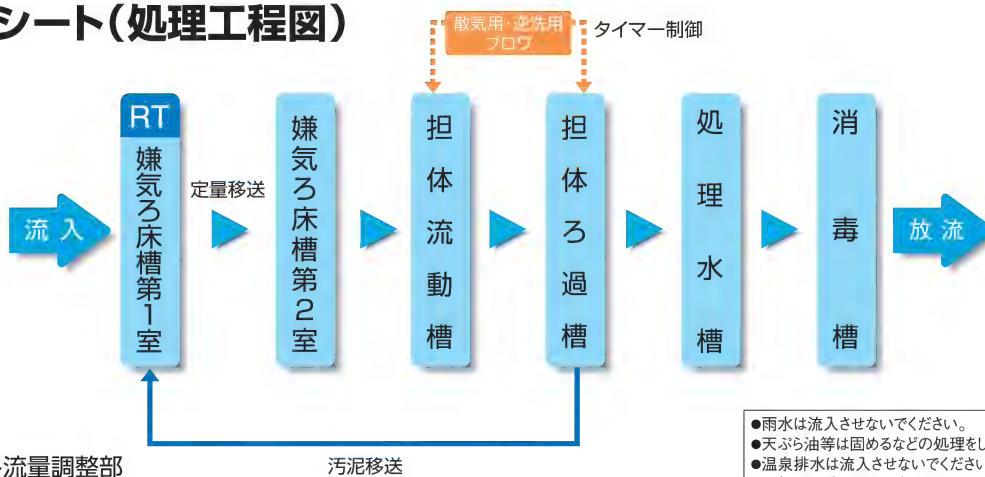 シート(処理工程図)
散気用・逆洗用
ブロワ
タイマー制御
流入
RT
嫌気ろ床槽第1室
定量移送
嫌気ろ床槽第2室
担体流動槽
担体ろ過槽
処理水槽
消毒槽
放流
汚泥移送
流量調整部
●雨水は流入させないでください。
●天ぷら油等は固めるなどの処理をし
●温泉排水は流入させないでください